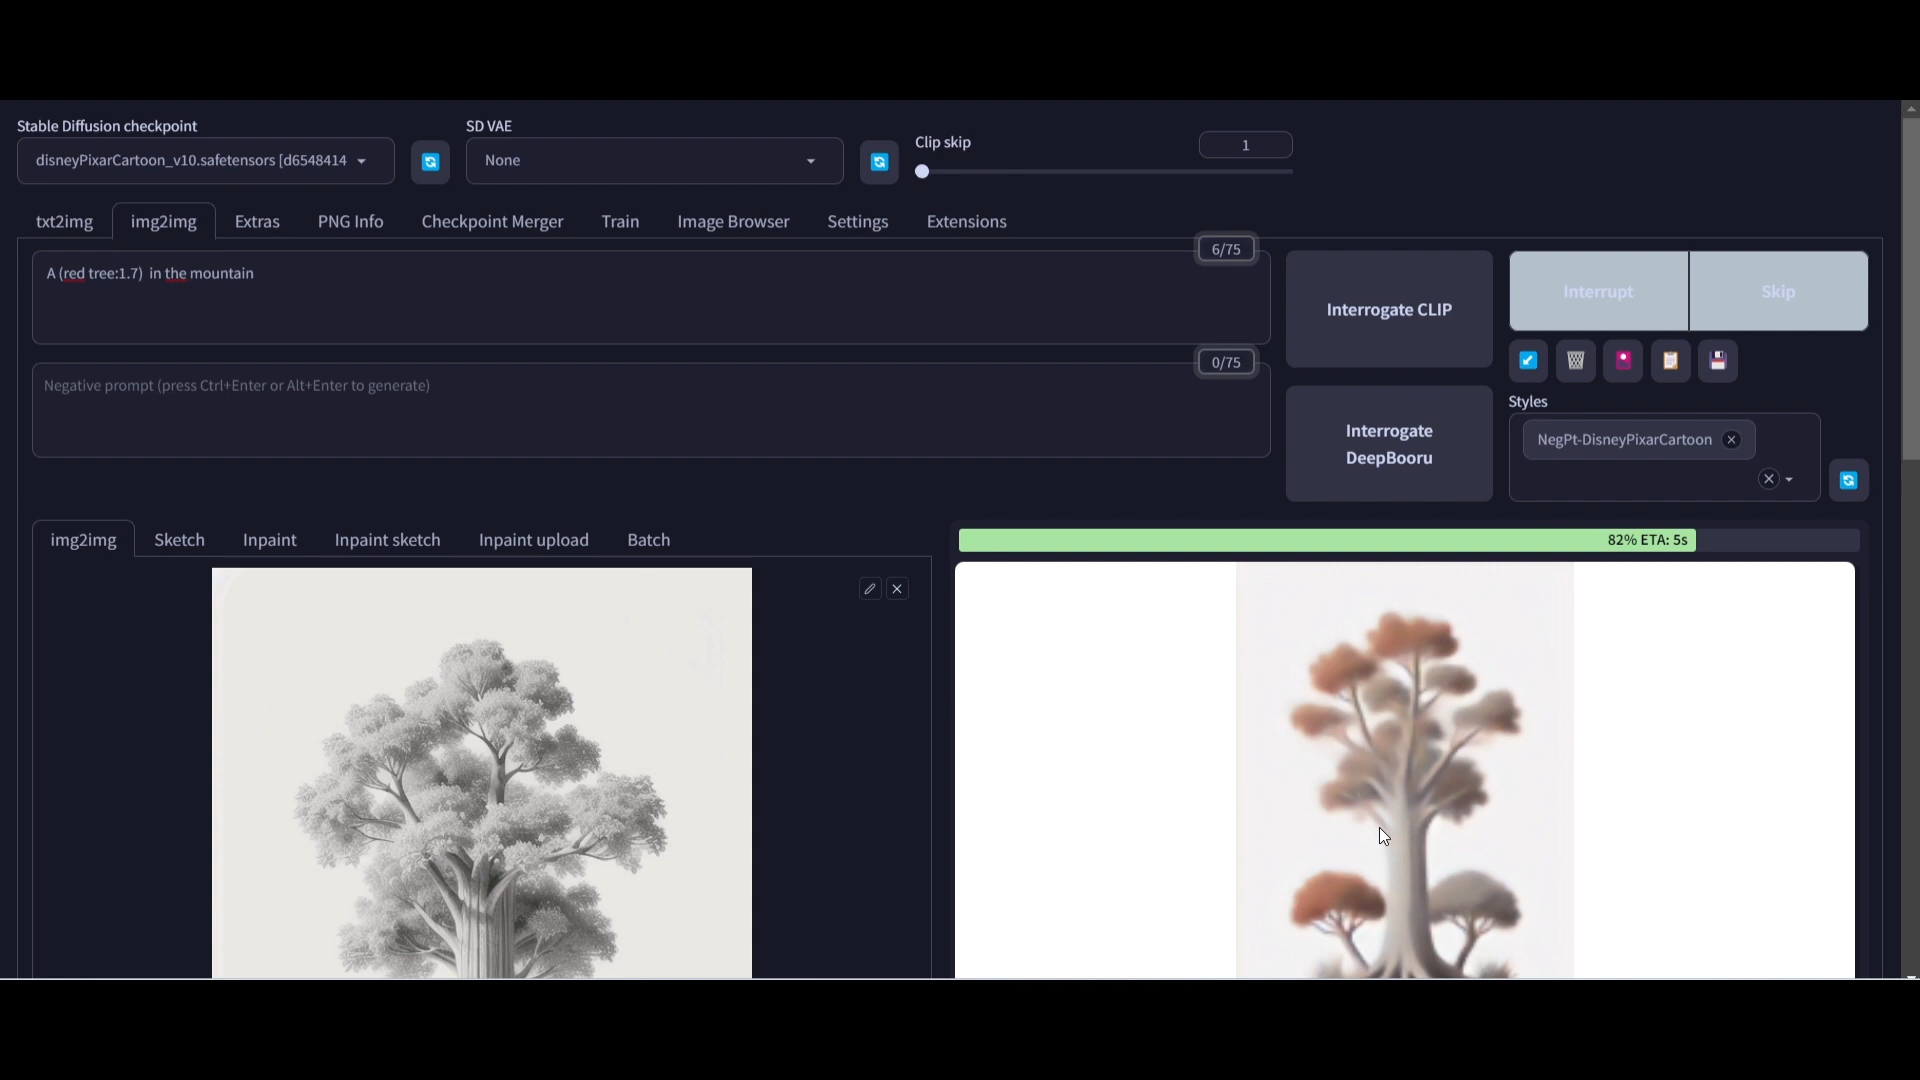 Stable Diffusion checkpoint
SD VAE
Clip skip
1
disneyPixarCartoon_v10.safetensors [d6548414
None
txt2img
img2img
Extras
PNG Info
Checkpoint Merger
Train
Image Browser
Settings
Extensions
6/75
A (red tree:1.7)  in the mountain
Interrogate CLIP
Interrupt
Skip
0/75
Negative prompt (press Ctrl+Enter or Alt+Enter to generate)
Interrogate
DeepBooru
Styles
NegPt-DisneyPixarCartoon
img2img
Sketch
Inpaint
Inpaint sketch
Inpaint upload
Batch
82% ETA: 5s